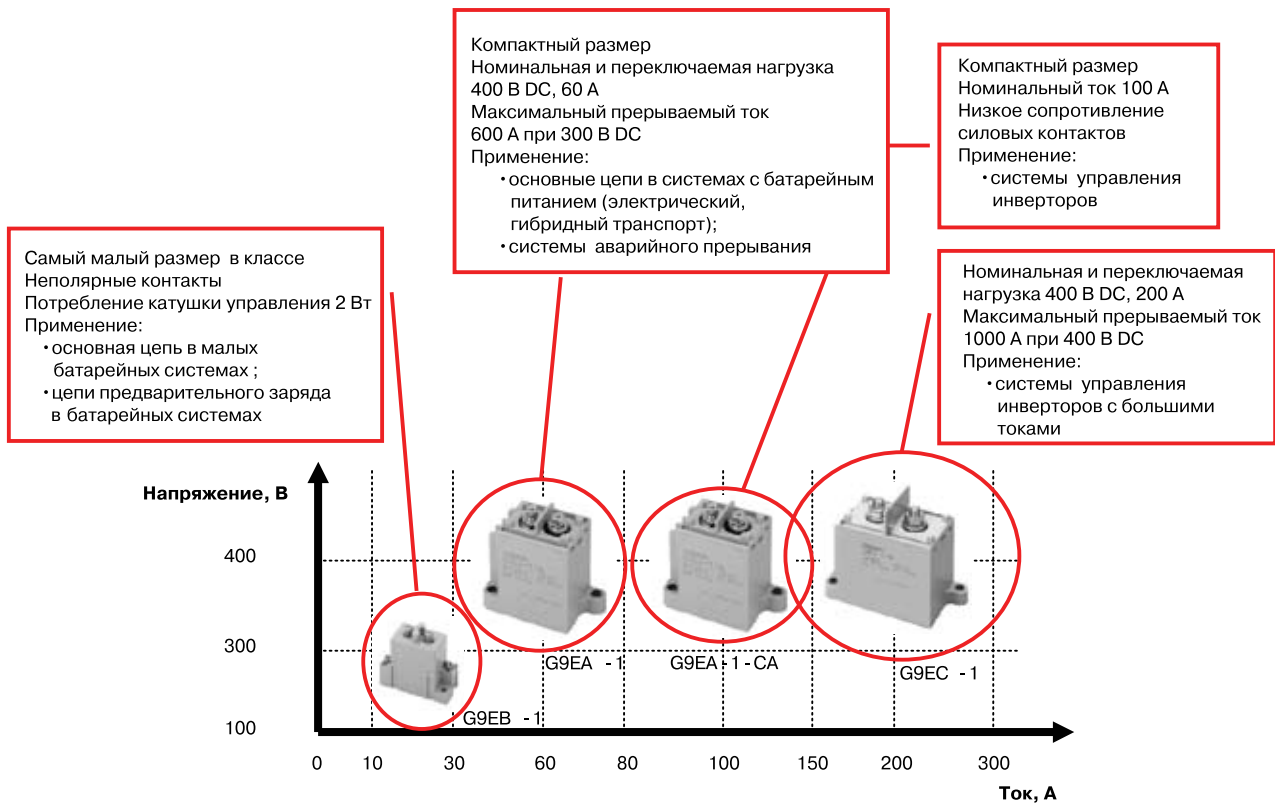 Компактный размер
Номинальная и переключаемая нагрузка
400 В DC, 60 А
Максимальный прерываемый ток
600 А при 300 В DC
Применение:
•основные цепи в системах с батарейным
питанием (электрический,
гибридный транспорт);
•системы аварийного прерывания
Компактный размер
Номинальный ток 100 А
Низкое сопротивление
силовых контактов
Применение:
•системы управления
инверторов
Самый малый размер в классе
Неполярные контакты
Потребление катушки управления 2 Вт
Применение:
•основная цепь в малых
батарейных системах ;
•цепи предварительного заряда
в батарейных системах
Номинальная и переключаемая
нагрузка 400 В DC, 200 А
Максимальный прерываемый ток
1000 А при 400 В DC
Применение:
•системы управления
инверторов с большими
токами
Напряжение, В
400
300
100
G9EA - 1
G9EA - 1 - CA
G9EC - 1
G9EB - 1
0 10 30 60 80 100 150 200 300
Ток, А